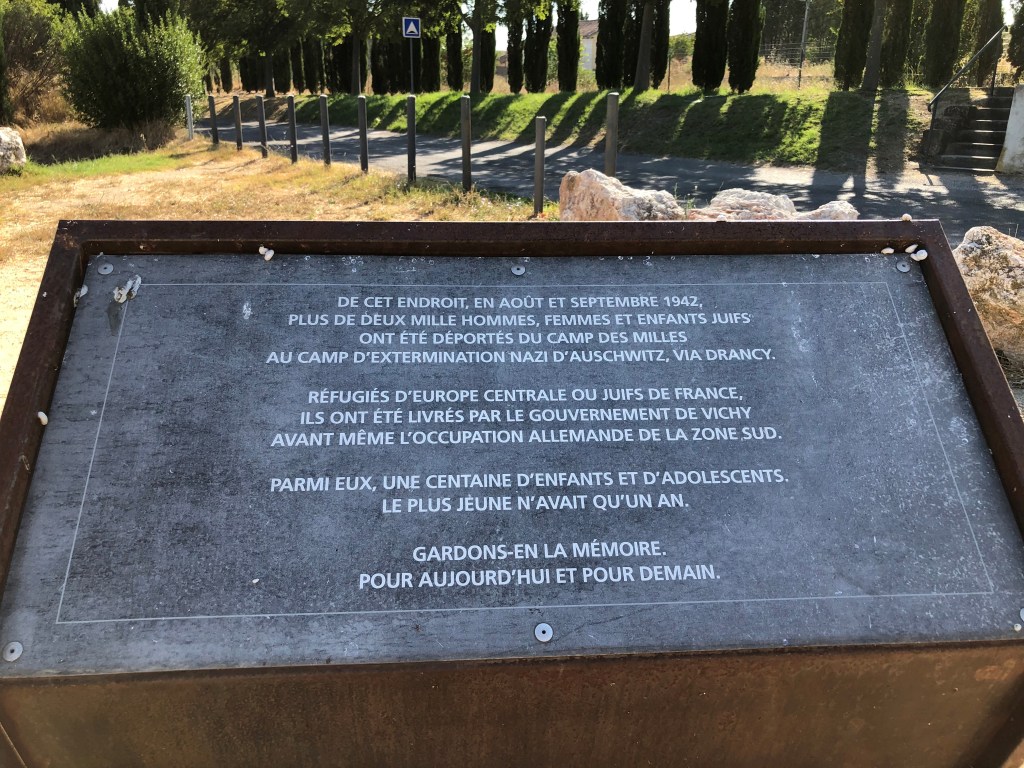 DE CET ENDROIT, EN AOÛT ET SEPTEMBRE 1942,
PLUS DE DEUX MILLE HOMMES, FEMMES ET ENFANTS JUIFS
ONT ÉTÉ DÉPORTÉS DU CAMP DES MILLES
AU CAMP D'EXTERMINATION NAZI D'AUSCHWITZ, VIA DRANCY.
RÉFUGIÉS D'EUROPE CENTRALE OU JUIFS DE FRANCE,
ILS ONT ÉTÉ LIVRÉS PAR LE GOUVERNEMENT DE VICHY
AVANT MÊME L'OCCUPATION ALLEMANDE DE LA ZONE SUD.
PARMI EUX, UNE CENTAINE D'ENFANTS ET D'ADOLESCENTS.
LE PLUS JEUNE N'AVAIT QU'UN AN.
GARDONS-EN LA MÉMOIRE.
POUR AUJOURD'HUI ET POUR DEMAIN.